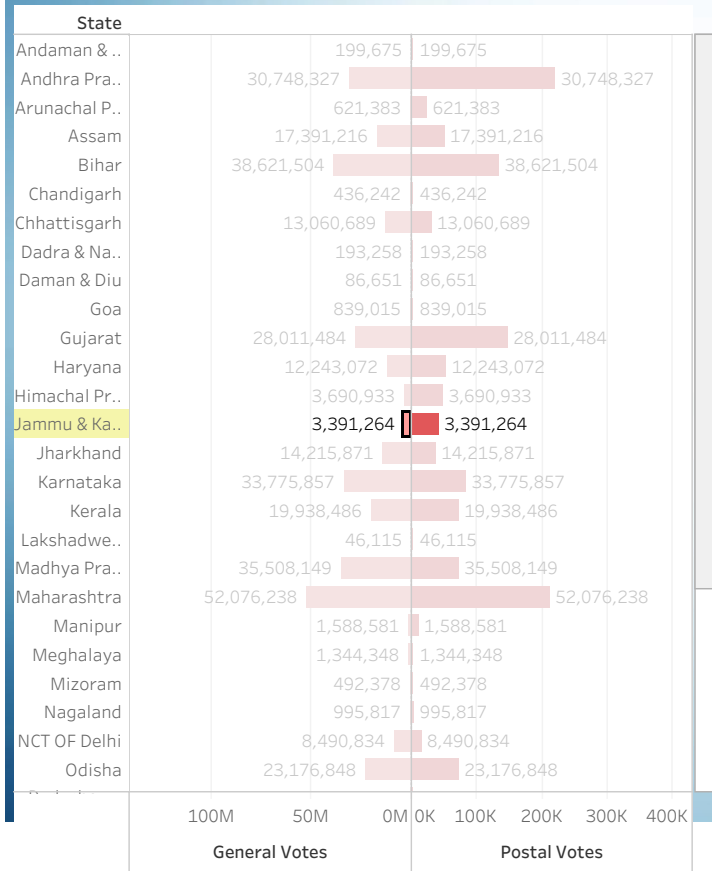 State
Andaman & .. 199,675 199,675
Andhra Pra.. 30,748,327 30,748,327
Arunachal P.. 621,383 621,383
Assam 17,391,216 17,391,216
Bihar 38,621,504 38,621,504
Chandigarh 436,242 436,242
Chhattisgarh 13,060,689 13,060,689
Dadra & Na.. 193,258 193,258
Daman & Diu 86,651 86,651
Goa 839,015 839,015
Gujarat 28,011,484 28,011,484
Haryana 12,243,072 12,243,072
Himachal Pr.. 3,690,933 3,690,933
Jammu & Ka.. 3,391,264 3,391,264
Jharkhand 14,215,871 14,215,871
Karnataka 33,775,857 33,775,857
Kerala 19,938,486 19,938,486
Lakshadwe.. 46,115 46,115
Madhya Pra.. 35,508,149 35,508,149
Maharashtra 52,076,238 52,076,238
Manipur 1,588,581 1,588,581
Meghalaya 1,344,348 1,344,348
Mizoram 492,378 492,378
Nagaland 995,817 995,817
NCT OF Delhi 8,490,834 8,490,834
Odisha 23,176,848 23,176,848
100M 50M 0M 0K 100K 200K 300K 400K
General Votes Postal Votes